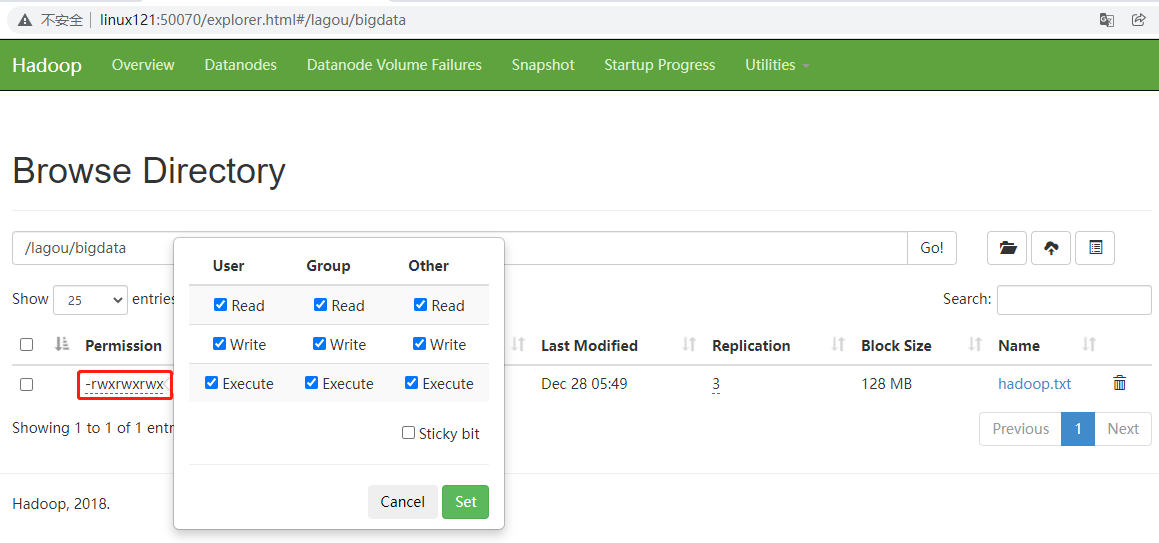 不安全 linux121:50070/explorer.html#/lagou/bigdata
Hadoop Overview Datanodes Datanode Volume Failures Snapshot Startup Progress Utilities
Browse Directory
/lagou/bigdata Go!
User Group Other
Read Read Read
Write Write Write
Execute Execute Execute
Sticky bit
Cancel Set
Show 25 entries Search:
Permission Last Modified Replication Block Size Name
-rwxrwxrwx Dec 28 05:49 3 128 MB hadoop.txt
Showing 1 to 1 of 1 entr Previous 1 Next
Hadoop, 2018.